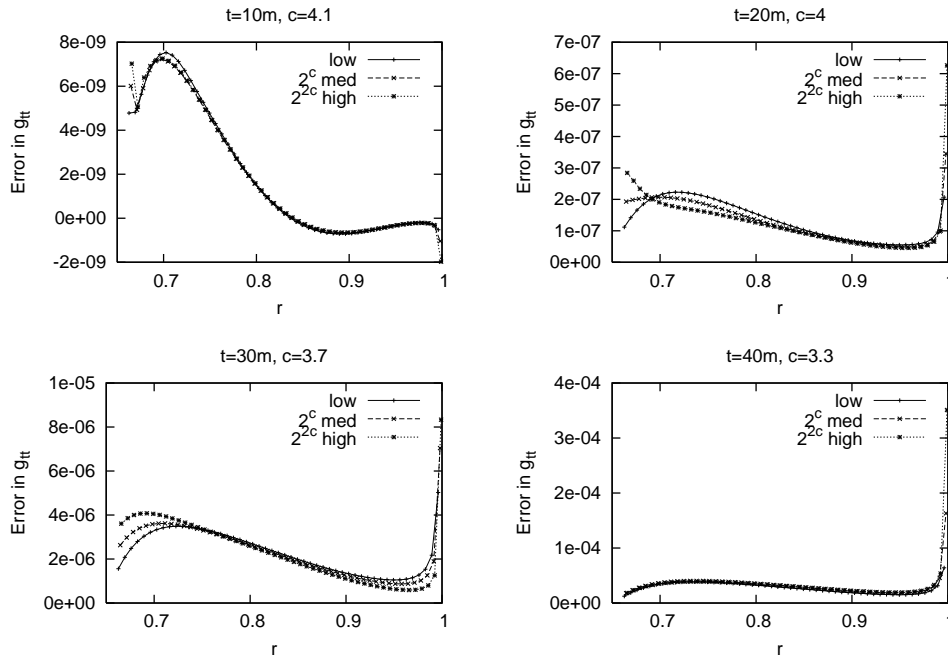 t=10m, c=4.1
8e-09
6e-09
4e-09
2e-09
0e+00
-2e-09
Error in g_tt
0.7
0.8
0.9
1
r
low
2^c med
2^2c high
t=20m, c=4
7e-07
6e-07
5e-07
4e-07
3e-07
2e-07
1e-07
0e+00
Error in g_tt
0.7
0.8
0.9
1
r
low
2^c med
2^2c high
t=30m, c=3.7
1e-05
8e-06
6e-06
4e-06
2e-06
0e+00
Error in g_tt
0.7
0.8
0.9
1
r
low
2^c med
2^2c high
t=40m, c=3.3
4e-04
3e-04
2e-04
1e-04
0e+00
Error in g_tt
0.7
0.8
0.9
1
r
low
2^c med
2^2c high